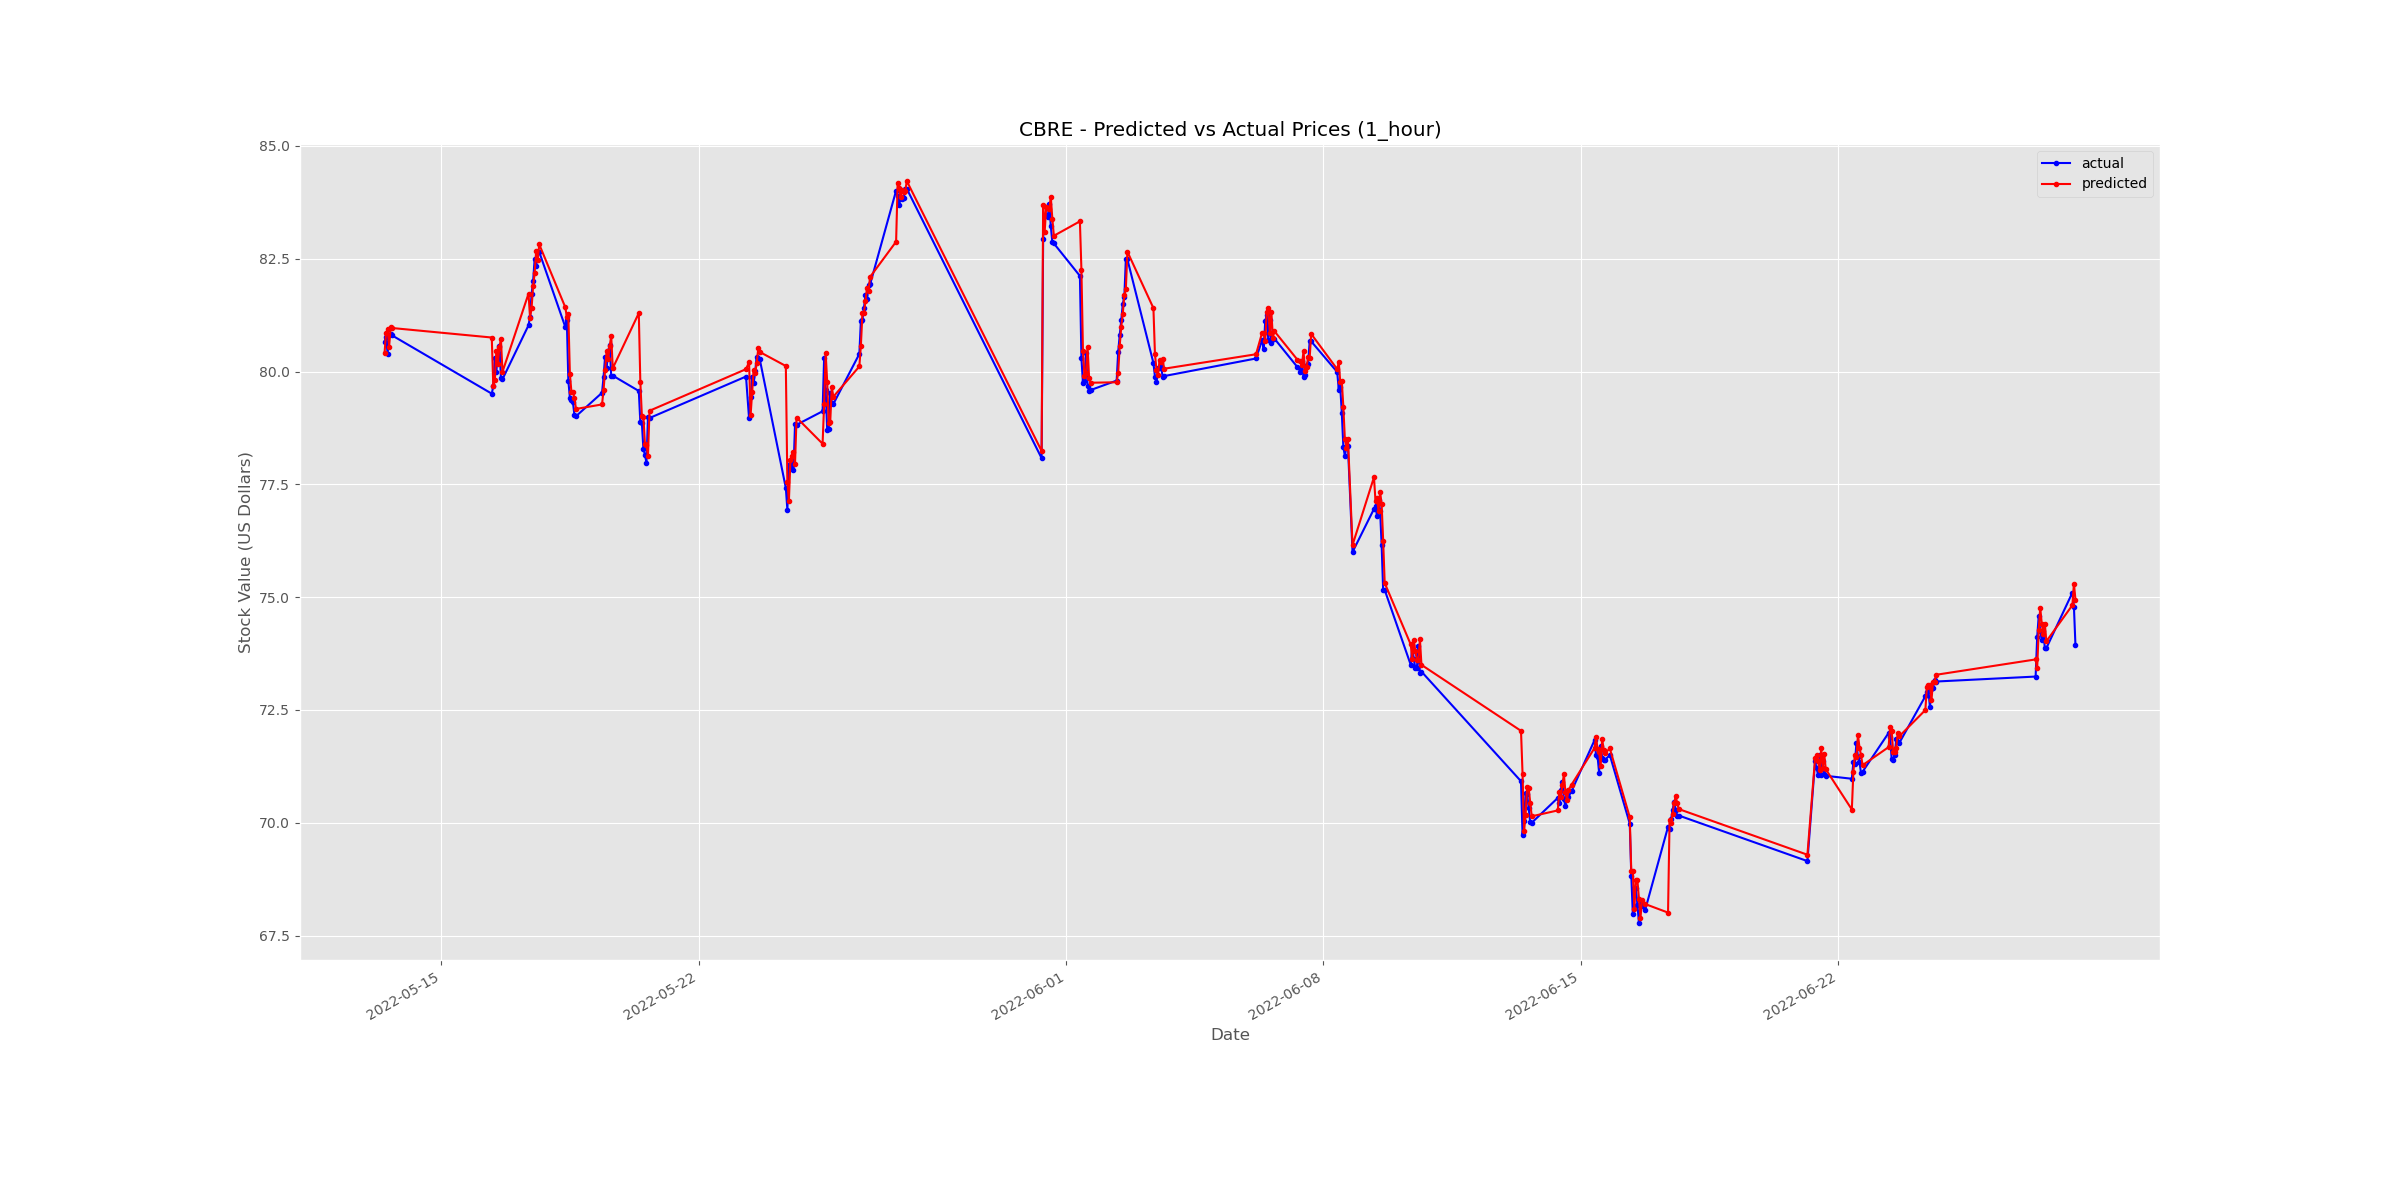 CBRE - Predicted vs Actual Prices (1_hour)
85.0
82.5
80.0
77.5
75.0
72.5
70.0
67.5
Stock Value (US Dollars)
actual
predicted
2022-05-15
2022-05-22
2022-06-01
2022-06-08
2022-06-15
2022-06-22
Date